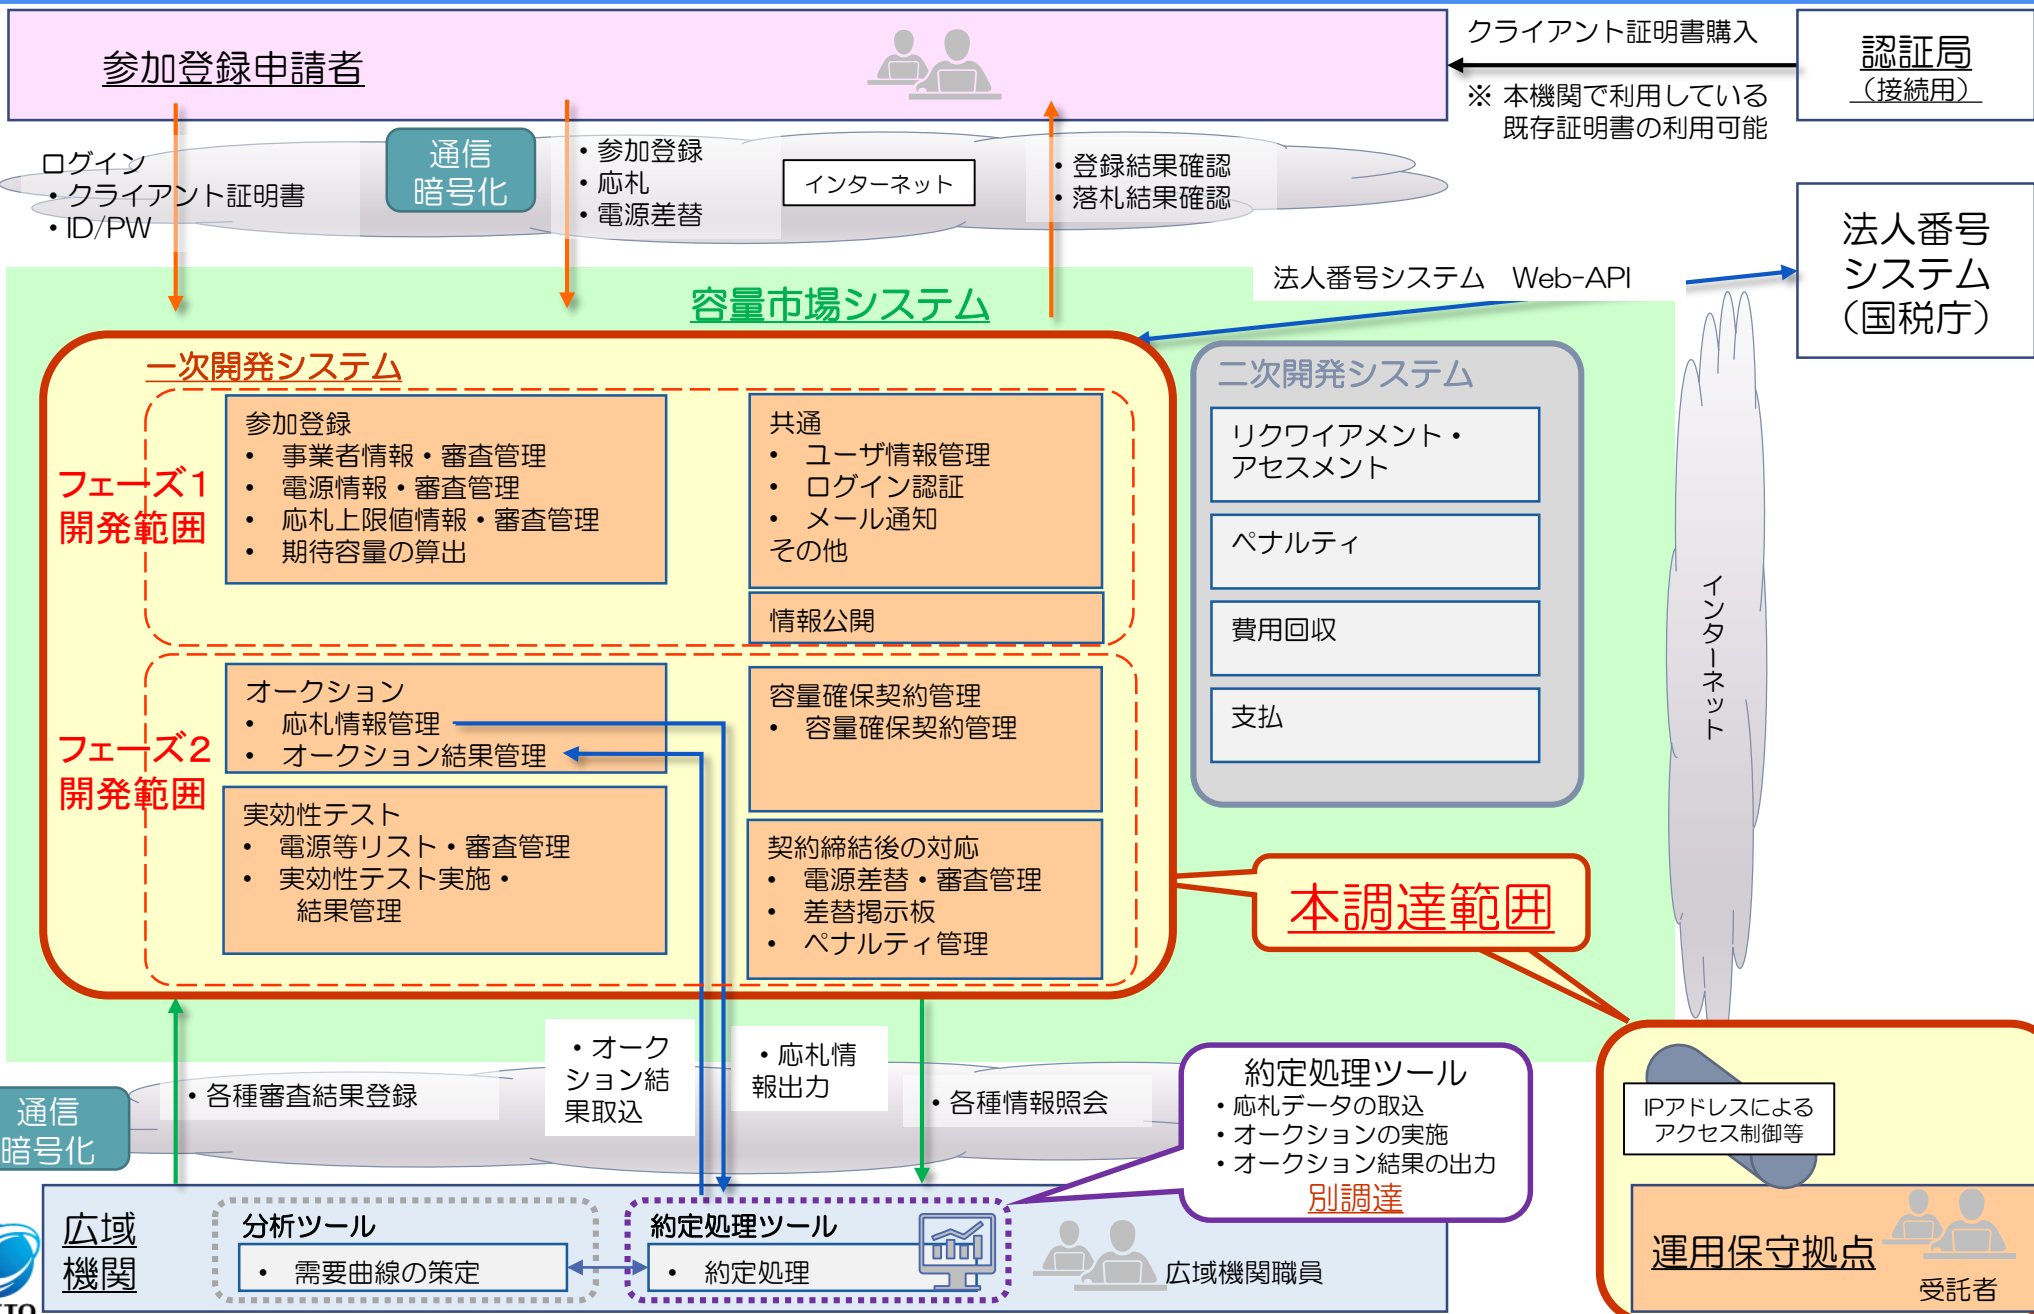 参加登録申請者
クライアント証明書購入
※ 本機関で利用している
既存証明書の利用可能
認証局
（接続用）
ログイン
・クライアント証明書
・ID/PW
通信
暗号化
・参加登録
・応札
・電源差替
インターネット
・登録結果確認
・落札結果確認
法人番号
システム
（国税庁）
法人番号システム　Web-API
容量市場システム
一次開発システム
フェーズ1
開発範囲
参加登録
• 事業者情報・審査管理
• 電源情報・審査管理
• 応札上限値情報・審査管理
• 期待容量の算出
共通
• ユーザ情報管理
• ログイン認証
• メール通知
その他
情報公開
フェーズ2
開発範囲
オークション
• 応札情報管理
• オークション結果管理
実効性テスト
• 電源等リスト・審査管理
• 実効性テスト実施・
結果管理
容量確保契約管理
• 容量確保契約管理
契約締結後の対応
• 電源差替・審査管理
• 差替掲示板
• ペナルティ管理
二次開発システム
リクワイアメント・
アセスメント
ペナルティ
費用回収
支払
インターネット
本調達範囲
通信
暗号化
・各種審査結果登録
・オーク
ション結
果取込
・応札情
報出力
・各種情報照会
約定処理ツール
・応札データの取込
・オークションの実施
・オークション結果の出力
別調達
IPアドレスによる
アクセス制御等
広域
機関
分析ツール
• 需要曲線の策定
約定処理ツール
• 約定処理
広域機関職員
運用保守拠点
受託者